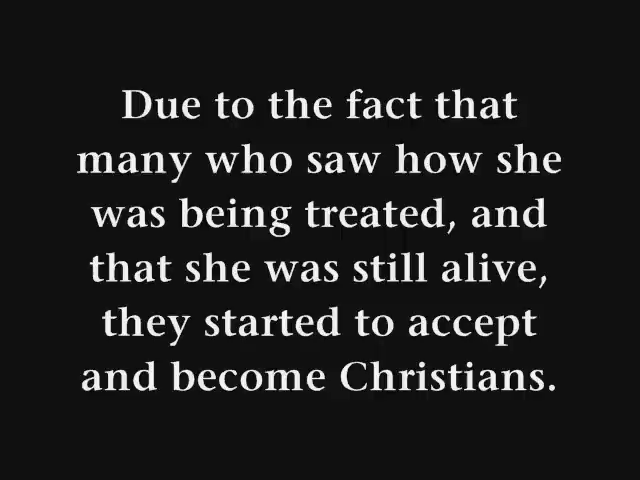 Due to the fact that
many who saw how she
was being treated, and
that she was still alive,
they started to accept
and become Christians.